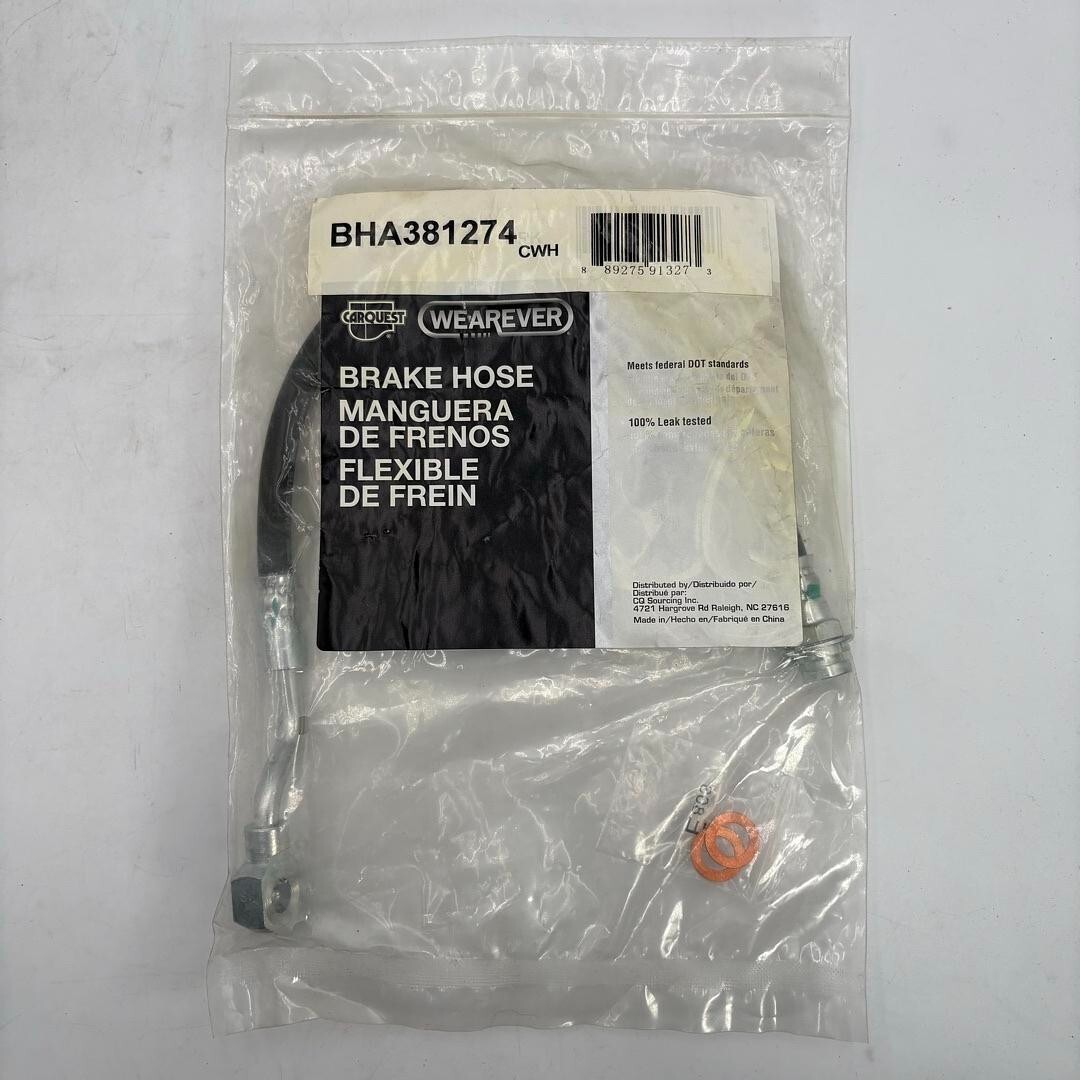 BHA381274
CWH
8 89275 91327 3
CARQUEST
WEAREVER
BRAKE HOSE
MANGUERA
DE FRENOS
FLEXIBLE
DE FREIN
Meets federal DOT standards
100% Leak tested
Distributed by/Distribuido por/
Distribué par:
CQ Sourcing Inc.
4721 Hargrove Rd Raleigh, NC 27616
Made in/Hecho en/Fabriqué en China